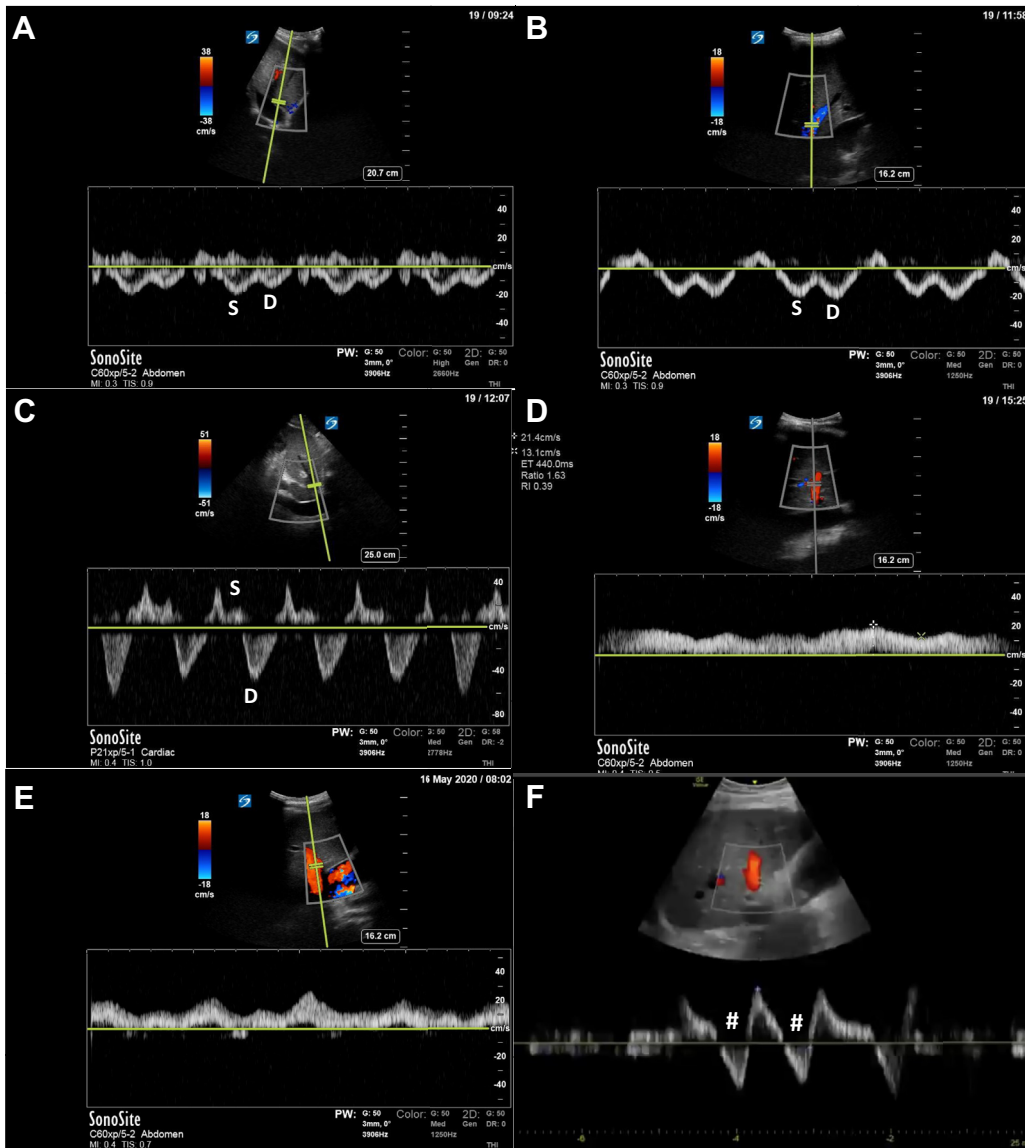 A
19 / 09:24
38
-38
cm/s
20.7 cm
40
20
cm/s
-20
-40
S
D
SonoSite
C60xp/5-2 Abdomen
MI: 0.3 TIS: 0.9
PW: G: 50
3mm, 0°
3906Hz
Color: G: 50
High
2660Hz
2D: G: 50
Gen DR: 0
THI
B
19 / 11:58
18
-18
cm/s
16.2 cm
40
20
cm/s
-20
-40
S
D
SonoSite
C60xp/5-2 Abdomen
MI: 0.3 TIS: 0.9
PW: G: 50
3mm, 0°
3906Hz
Color: G: 50
Med
1250Hz
2D: G: 50
Gen DR: 0
THI
C
19 / 12:07
51
-51
cm/s
25.0 cm
40
cm/s
-40
-80
S
D
SonoSite
P21xp/5-1 Cardiac
MI: 0.4 TIS: 1.0
PW: G: 50
3mm, 0°
3906Hz
Color: G: 50
Med
2778Hz
2D: G: 58
Gen DR: -2
THI
D
19 / 15:25
21.4cm/s
13.1cm/s
ET 440.0ms
Ratio 1.63
RI 0.39
18
-18
cm/s
16.2 cm
40
20
cm/s
-20
-40
SonoSite
C60xp/5-2 Abdomen
PW: G: 50
3mm, 0°
3906Hz
Color: G: 50
Med
1250Hz
2D: G: 50
Gen DR: 0
THI
E
16 May 2020 / 08:02
18
-18
cm/s
16.2 cm
40
20
cm/s
-20
-40
SonoSite
C60xp/5-2 Abdomen
MI: 0.4 TIS: 0.7
PW: G: 50
3mm, 0°
3906Hz
Color: G: 50
Med
1250Hz
2D: G: 50
Gen DR: 0
THI
F
# #
-6
-4
-2